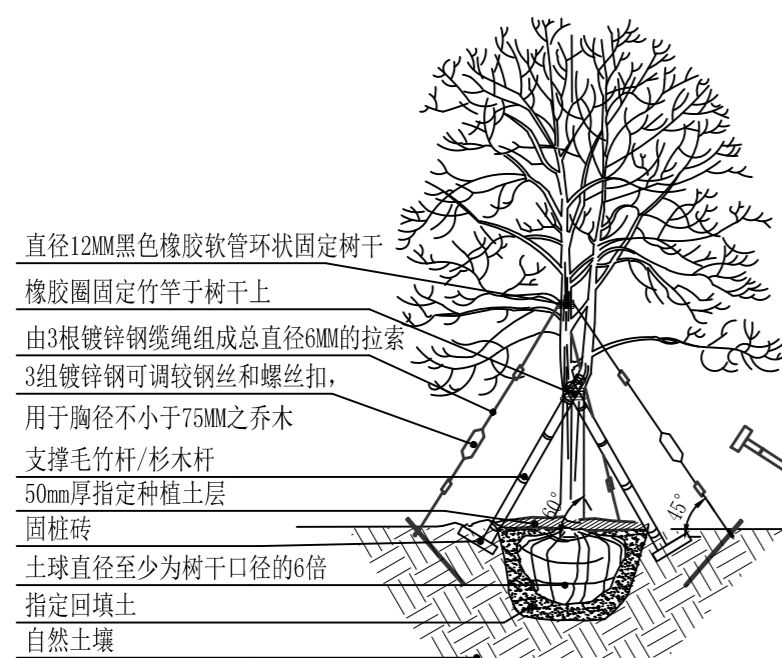 直径12MM黑色橡胶软管环状固定树干
橡胶圈固定竹竿于树干上
由3根镀锌钢缆绳组成总直径6MM的拉索
3组镀锌钢可调较钢丝和螺丝扣，
用于胸径不小于75MM之乔木
支撑毛竹杆/杉木杆
50mm厚指定种植土层
固桩砖
土球直径至少为树干口径的6倍
指定回填土
自然土壤
60°
45°